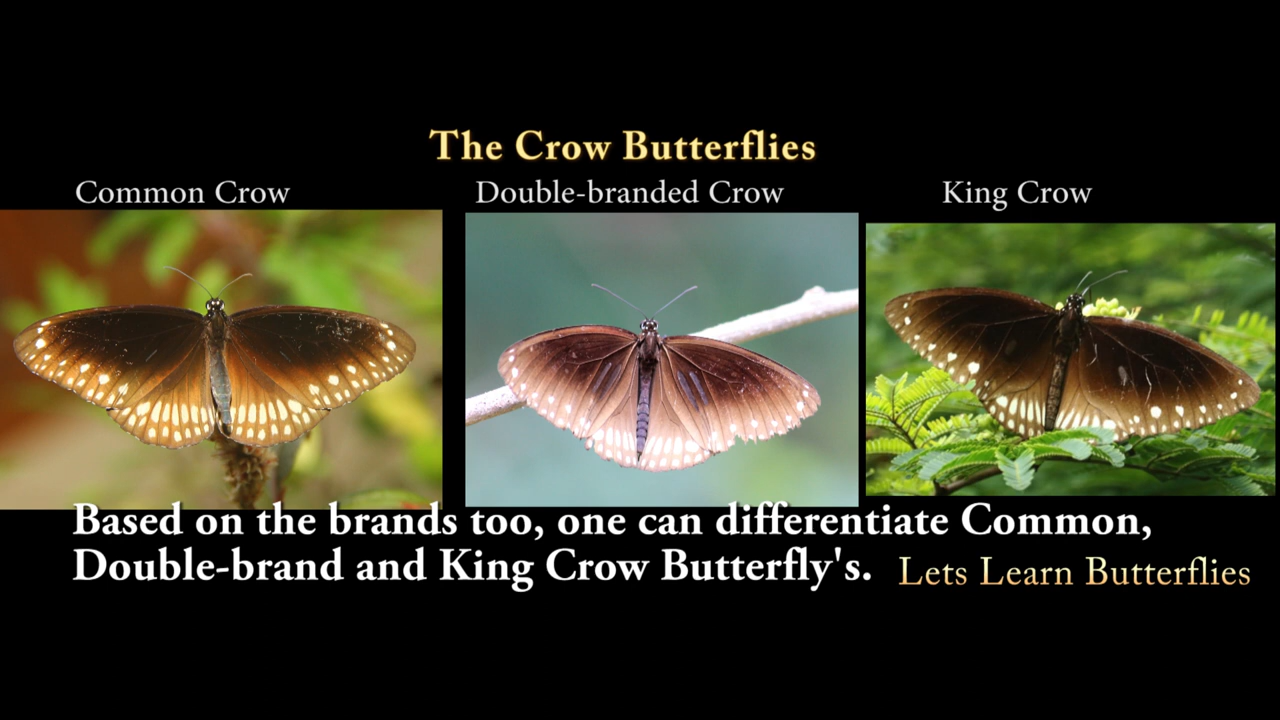 The Crow Butterflies
Common Crow
Double-branded Crow
King Crow
Based on the brands too, one can differentiate Common,
Double-brand and King Crow Butterfly's.
Lets Learn Butterflies